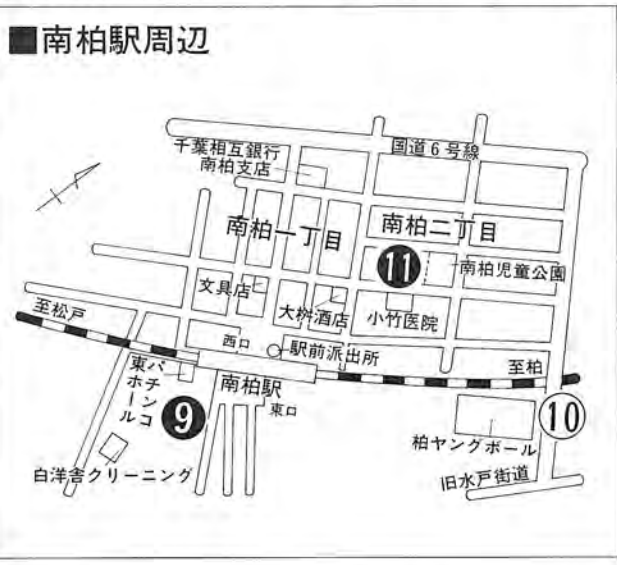 ■南柏駅周辺
千葉相互銀行
南柏支店
国道6号線
南柏一丁目
南柏二丁目
11
南柏児童公園
文具店
大桝酒店
小竹医院
至松戸
西口
駅前派出所
至柏
南柏駅
東口
パチンコ
東ホール
9
10
柏ヤングボール
白洋舎クリーニング
旧水戸街道